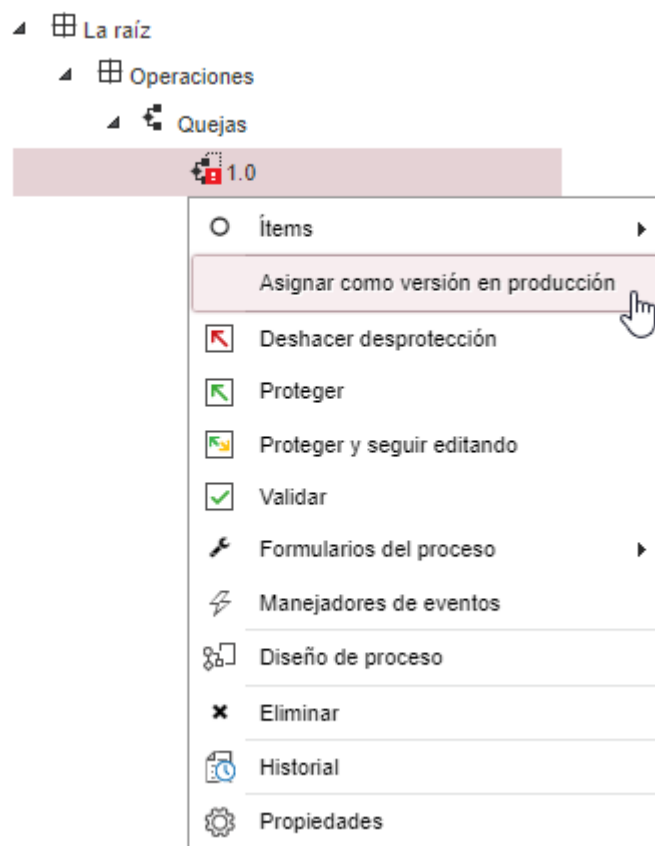 La raíz
Operaciones
Quejas
1.0
Ítems
Asignar como versión en producción
Deshacer desprotección
Proteger
Proteger y seguir editando
Validar
Formularios del proceso
Manejadores de eventos
Diseño de proceso
Eliminar
Historial
Propiedades